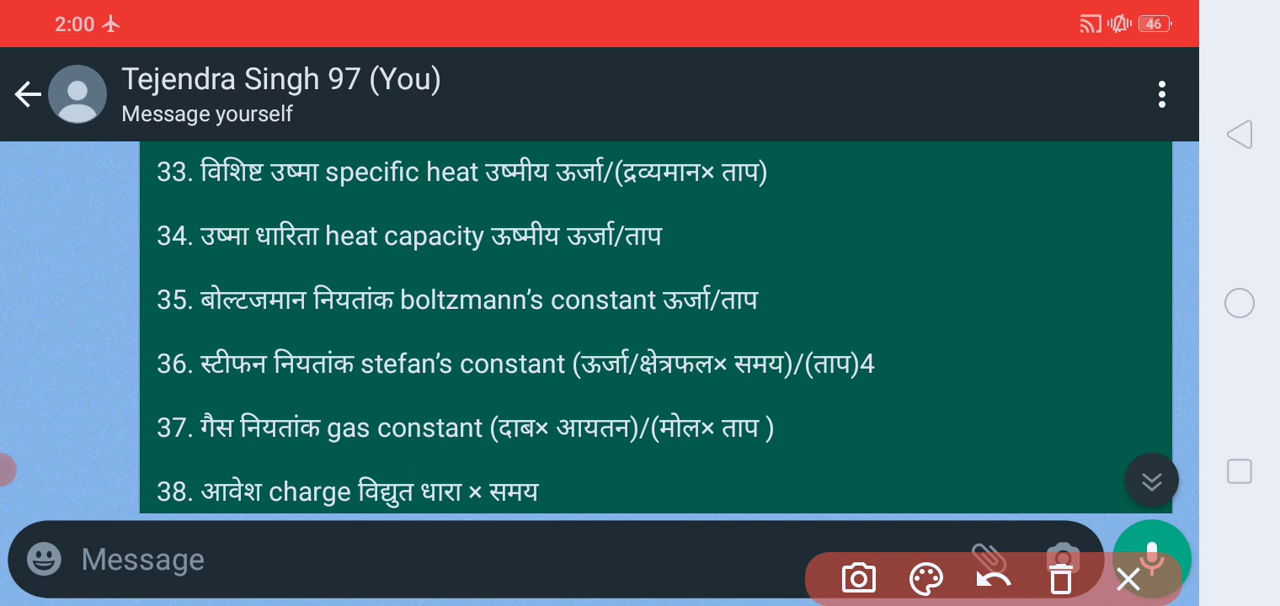 2:00
46
Tejendra Singh 97 (You)
Message yourself
33. विशिष्ट उष्मा specific heat उष्मीय ऊर्जा/(द्रव्यमान× ताप)
34. उष्मा धारिता heat capacity ऊष्मीय ऊर्जा/ताप
35. बोल्टजमान नियतांक boltzmann’s constant ऊर्जा/ताप
36. स्टीफन नियतांक stefan’s constant (ऊर्जा/क्षेत्रफल× समय)/(ताप)4
37. गैस नियतांक gas constant (दाब× आयतन)/(मोल× ताप )
38. आवेश charge विद्युत धारा × समय
Message